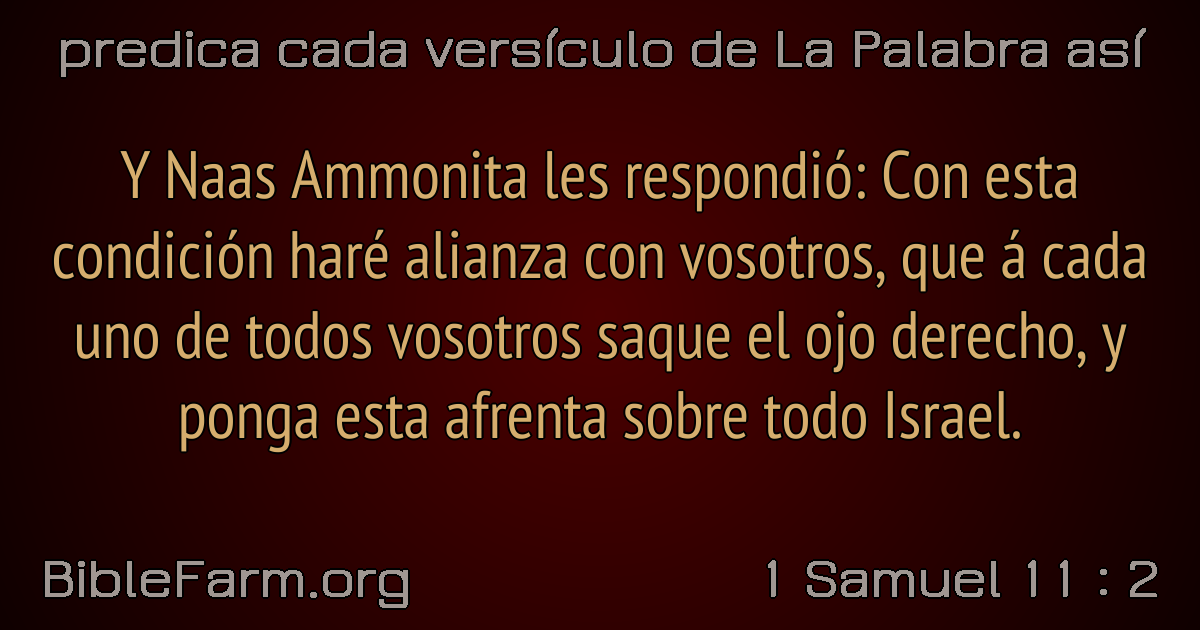 predica cada versículo de La Palabra así
Y Naas Ammonita les respondió: Con esta
condición haré alianza con vosotros, que á cada
uno de todos vosotros saque el ojo derecho, y
ponga esta afrenta sobre todo Israel.
BibleFarm.org
1 Samuel 11 : 2